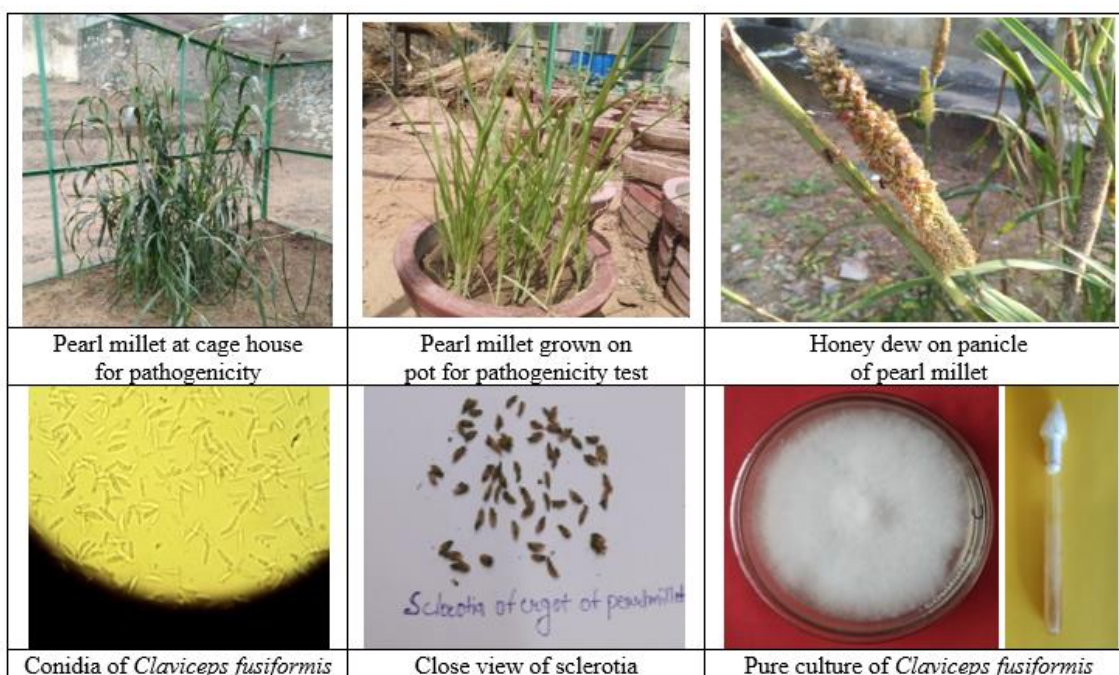 Pearl millet at cage house
for pathogenicity
Pearl millet grown on
pot for pathogenicity test
Honey dew on panicle
of pearl millet
Sclerotia of ergot of pearlmillet
Conidia of Claviceps fusiformis
Close view of sclerotia
Pure culture of Claviceps fusiformis